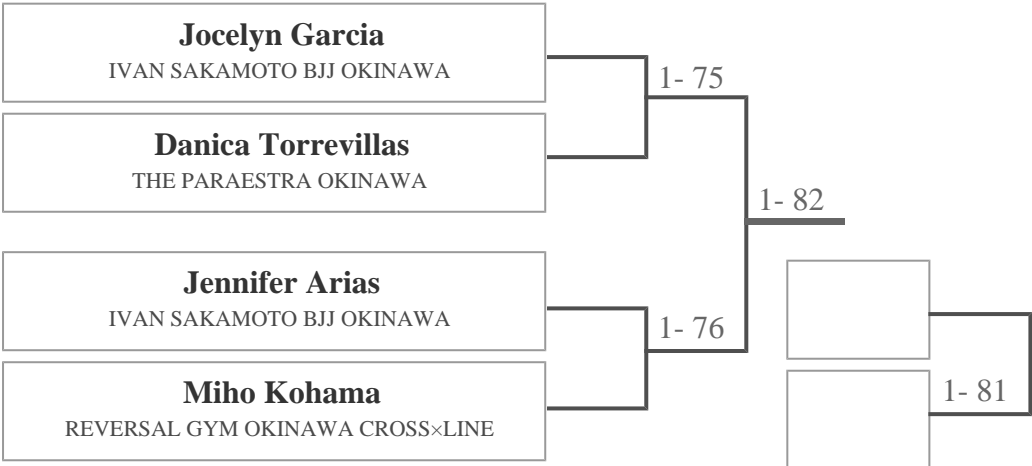 Jocelyn Garcia
IVAN SAKAMOTO BJJ OKINAWA
1- 75
Danica Torrevillas
THE PARAESTRA OKINAWA
1- 82
Jennifer Arias
IVAN SAKAMOTO BJJ OKINAWA
1- 76
Miho Kohama
REVERSAL GYM OKINAWA CROSS×LINE
1- 81